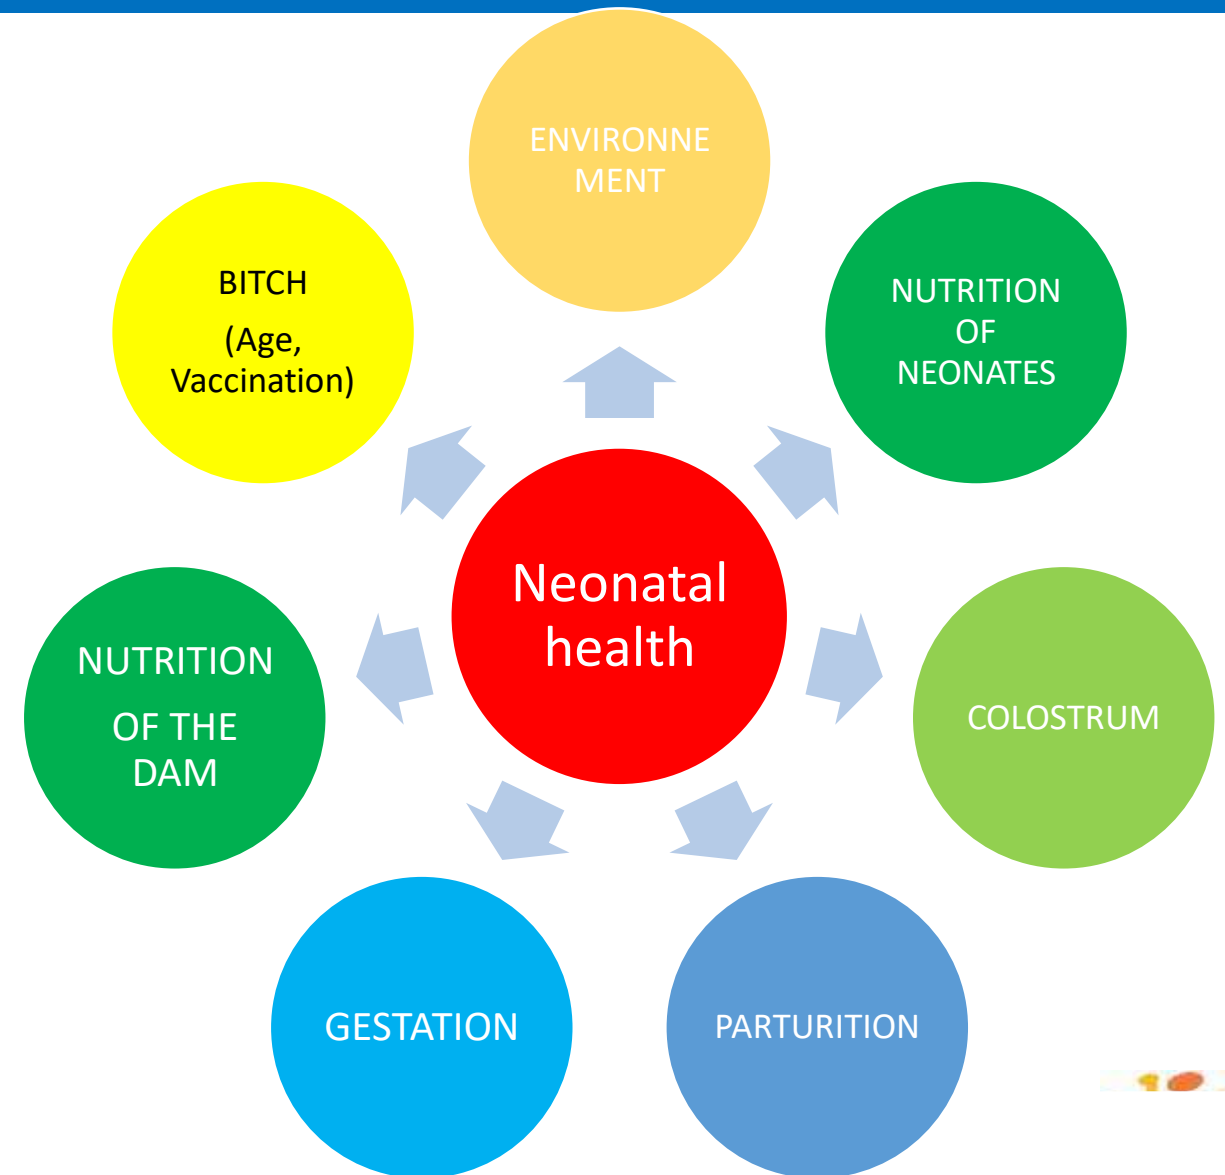 ENVIRONNE
MENT
NUTRITION
OF
NEONATES
COLOSTRUM
PARTURITION
GESTATION
NUTRITION
OF THE
DAM
BITCH
(Age,
Vaccination)
Neonatal
health